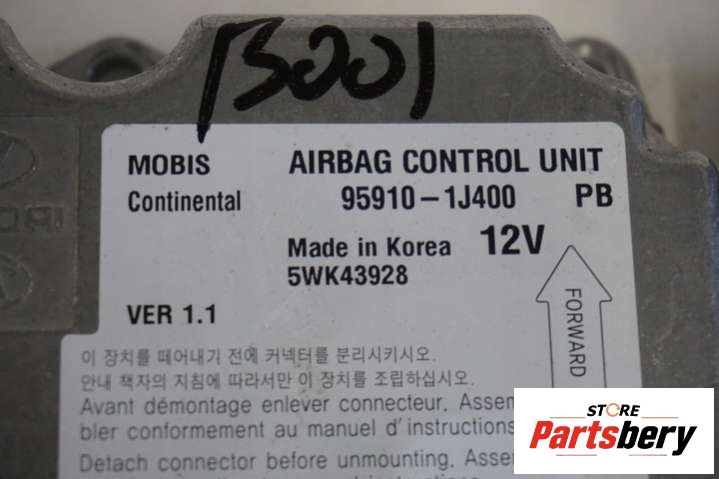 B001
MOBIS AIRBAG CONTROL UNIT
Continental 95910-1J400 PB
Made in Korea 12V
5WK43928
VER 1.1
FORWARD
이 장치를 떼어내기 전에 커넥터를 분리시키시오.
안내 책자의 지침에 따라서만 이 장치를 조립하십시오.
Avant démontage enlever connecteur. Assem
bler conformement au manuel d'instructions
Detach connector before unmounting. Asse
STORE
Partsbery